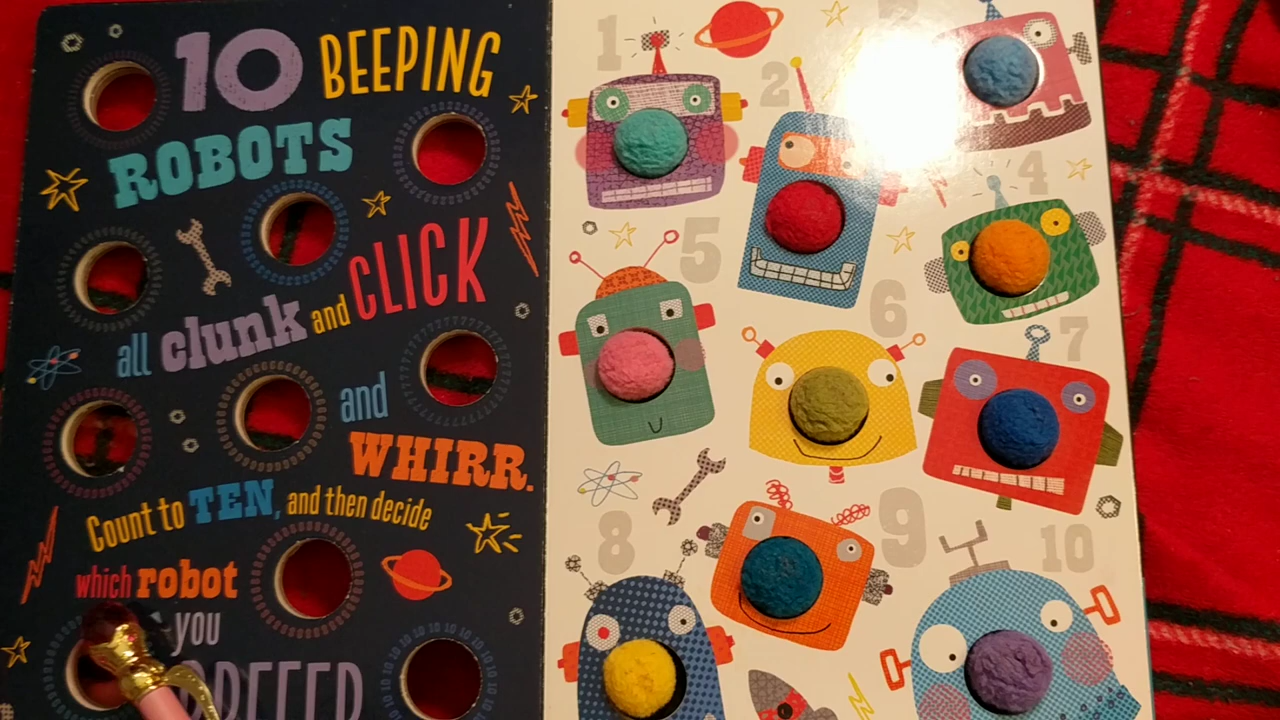 10 BEEPING
ROBOTS
all clunk and CLICK
and
WHIRR.
Count to TEN, and then decide
which robot
you
1
2
4
5
6
7
8
9
10